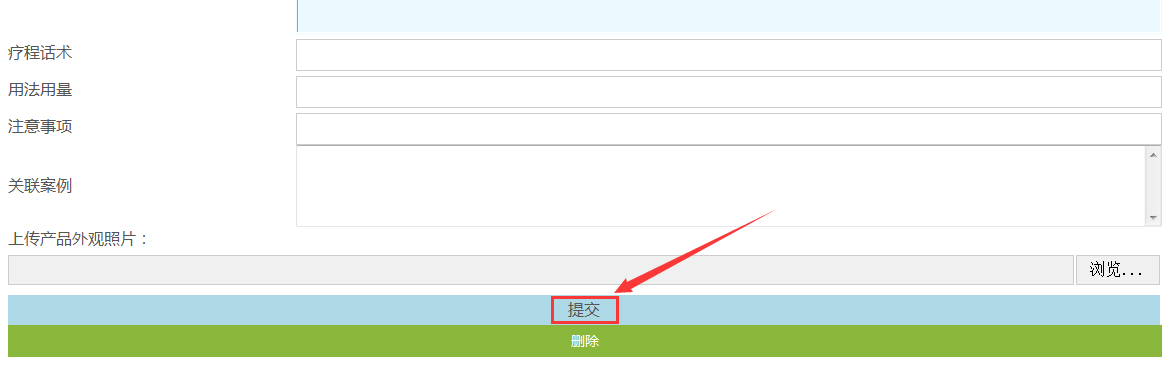 疗程话术
用法用量
注意事项
关联案例
上传产品外观照片：
浏览...
提交
删除